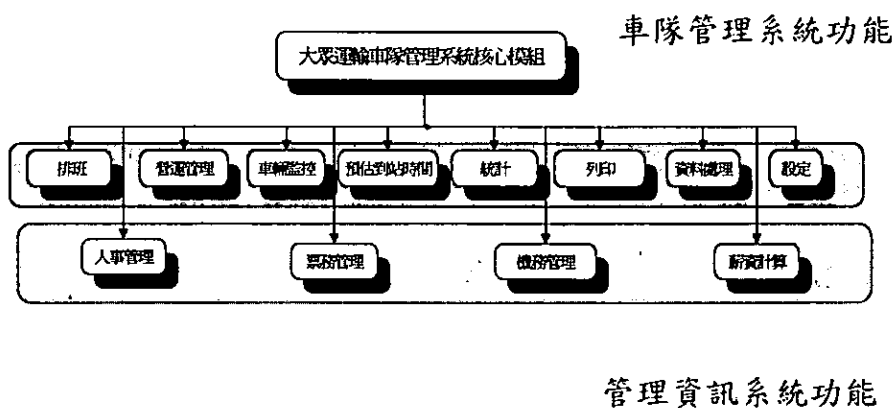 車隊管理系統功能
大眾運輸車隊管理系統核心模組
排班
營運管理
車輛監控
預估到站時間
統計
列印
資料處理
設定
人事管理
票務管理
機務管理
薪資計算
管理資訊系統功能